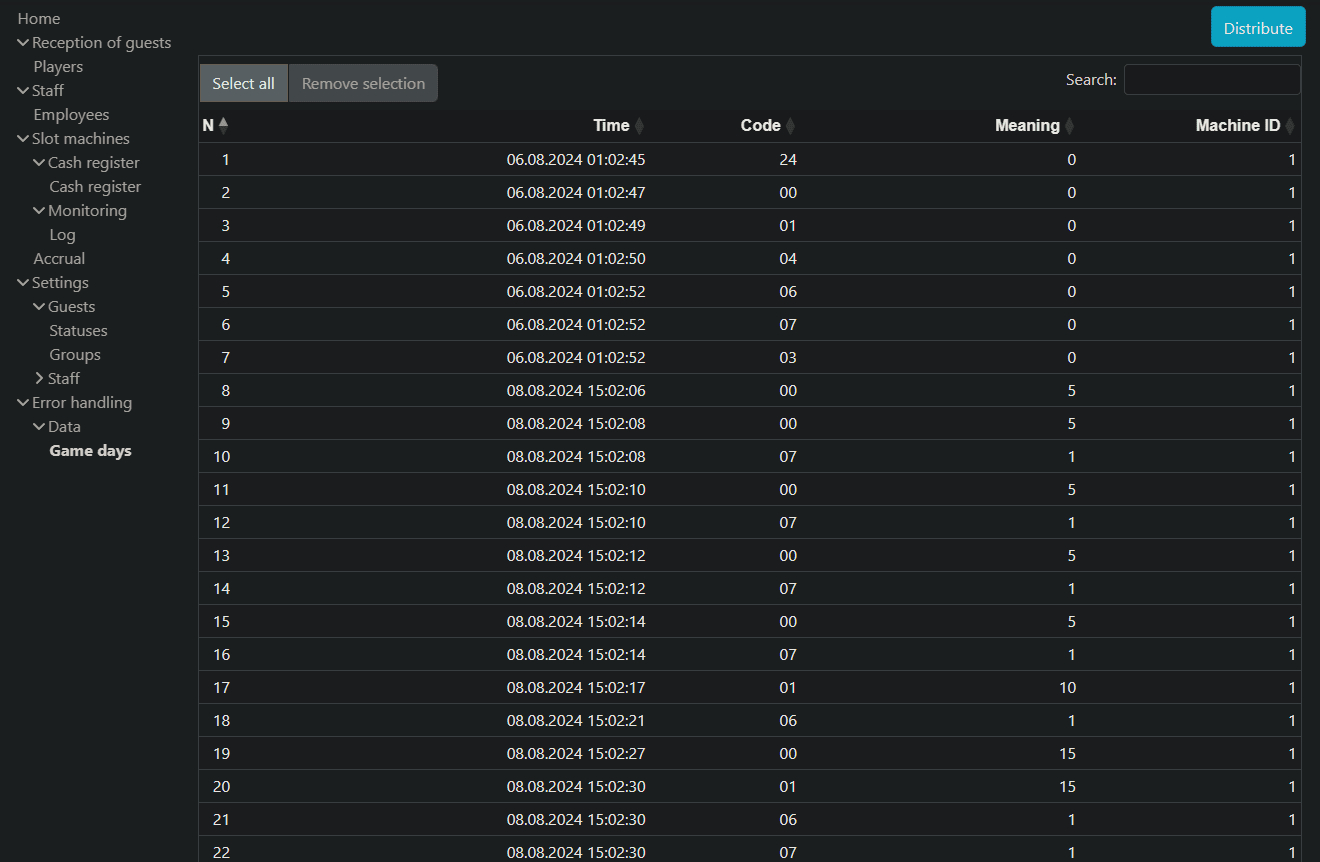 Home
Reception of guests
Players
Staff
Employees
Slot machines
Cash register
Cash register
Monitoring
Log
Accrual
Settings
Guests
Statuses
Groups
Staff
Error handling
Data
Game days
Distribute
Select all Remove selection Search:
N Time Code Meaning Machine ID
1 06.08.2024 01:02:45 24 0 1
2 06.08.2024 01:02:47 00 0 1
3 06.08.2024 01:02:49 01 0 1
4 06.08.2024 01:02:50 04 0 1
5 06.08.2024 01:02:52 06 0 1
6 06.08.2024 01:02:52 07 0 1
7 06.08.2024 01:02:52 03 0 1
8 08.08.2024 15:02:06 00 5 1
9 08.08.2024 15:02:08 00 5 1
10 08.08.2024 15:02:08 07 1 1
11 08.08.2024 15:02:10 00 5 1
12 08.08.2024 15:02:10 07 1 1
13 08.08.2024 15:02:12 00 5 1
14 08.08.2024 15:02:12 07 1 1
15 08.08.2024 15:02:14 00 5 1
16 08.08.2024 15:02:14 07 1 1
17 08.08.2024 15:02:17 01 10 1
18 08.08.2024 15:02:21 06 1 1
19 08.08.2024 15:02:27 00 15 1
20 08.08.2024 15:02:30 01 15 1
21 08.08.2024 15:02:30 06 1 1
22 08.08.2024 15:02:30 07 1 1